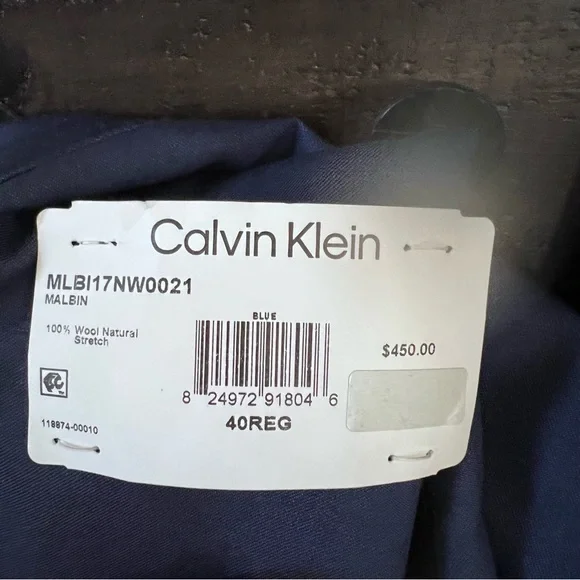 Calvin Klein
MLBI17NW0021
MALBIN
BLUE
100% Wool Natural
Stretch
$450.00
8 24972 91804 6
40REG
118874-00010